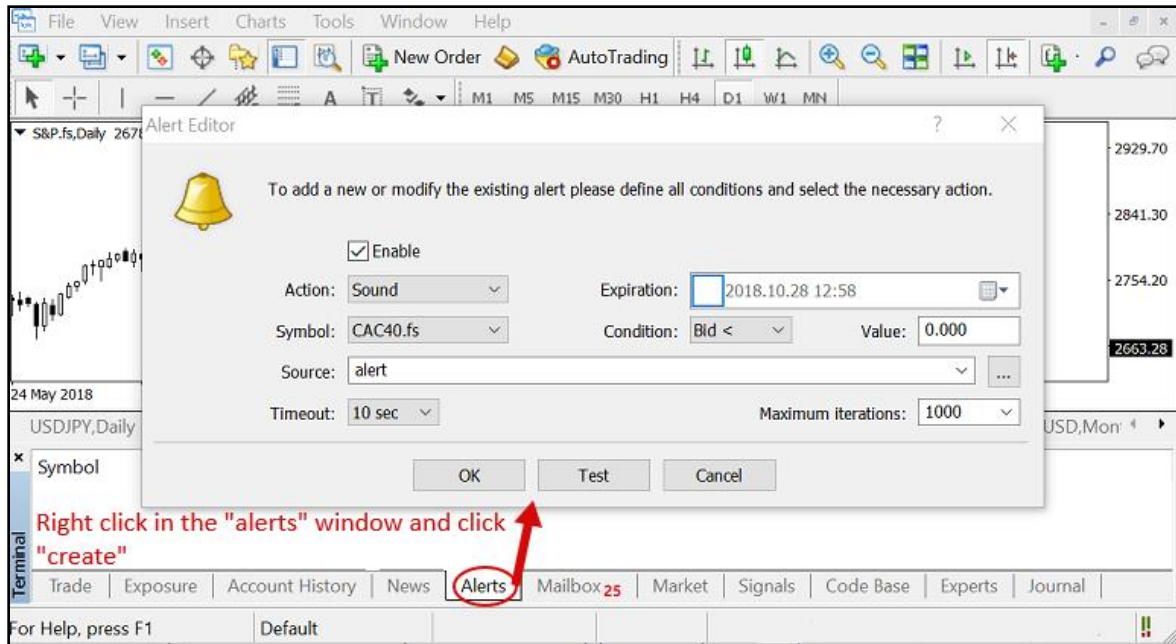 File View Insert Charts Tools Window Help
New Order AutoTrading
A T M1 M5 M15 M30 H1 H4 D1 W1 MN
S&P.fs,Daily 2678
Alert Editor ? ×
2929.70
To add a new or modify the existing alert please define all conditions and select the necessary action.
2841.30
Enable
Action: Sound Expiration: 2018.10.28 12:58
2754.20
Symbol: CAC40.fs Condition: Bid < Value: 0.000
2663.28
Source: alert ...
24 May 2018
Timeout: 10 sec Maximum iterations: 1000
USDJPY,Daily USD,Mon
Symbol
OK Test Cancel
Right click in the "alerts" window and click
"create"
Terminal
Trade Exposure Account History News Alerts Mailbox 25 Market Signals Code Base Experts Journal
For Help, press F1 Default